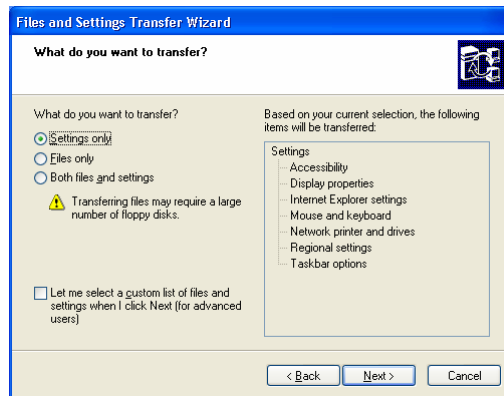 Files and Settings Transfer Wizard
What do you want to transfer?
What do you want to transfer?
Settings only
Files only
Both files and settings
Transferring files may require a large
number of floppy disks.
Let me select a custom list of files and
settings when I click Next (for advanced
users)
Based on your current selection, the following
items will be transferred:
Settings
Accessibility
Display properties
Internet Explorer settings
Mouse and keyboard
Network printer and drives
Regional settings
Taskbar options
< Back
Next >
Cancel